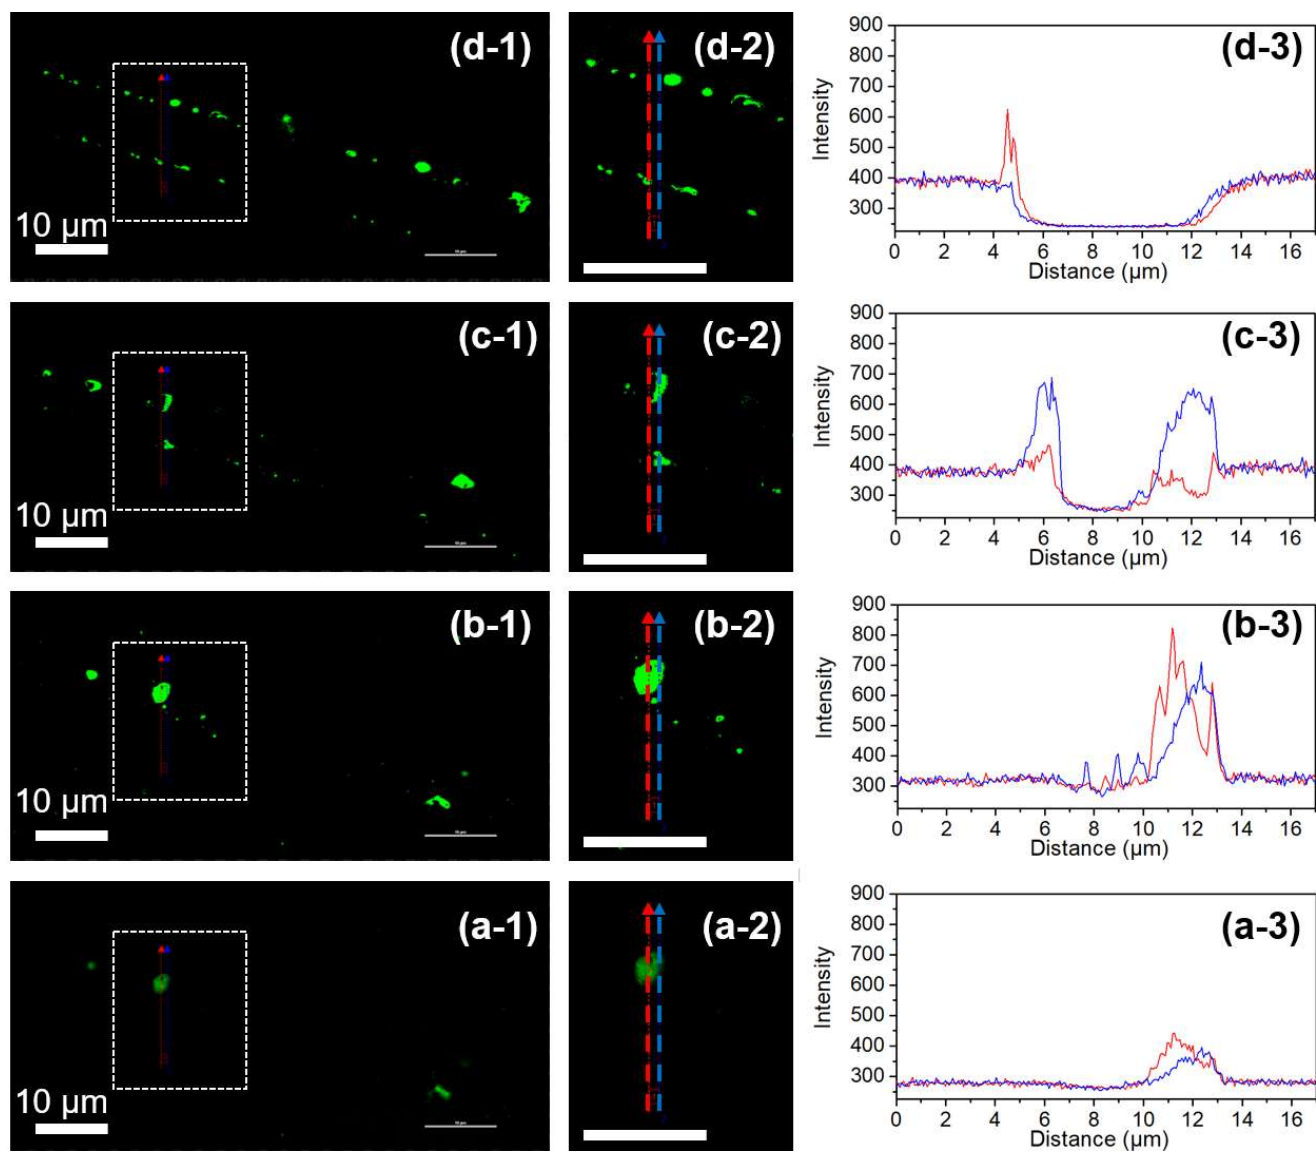 (d-1)
10 µm
(d-2)
(d-3)
900
800
700
600
500
400
300
Intensity
0 2 4 6 8 10 12 14 16
Distance (µm)
(c-1)
10 µm
(c-2)
(c-3)
900
800
700
600
500
400
300
Intensity
0 2 4 6 8 10 12 14 16
Distance (µm)
(b-1)
10 µm
(b-2)
(b-3)
900
800
700
600
500
400
300
Intensity
0 2 4 6 8 10 12 14 16
Distance (µm)
(a-1)
10 µm
(a-2)
(a-3)
900
800
700
600
500
400
300
Intensity
0 2 4 6 8 10 12 14 16
Distance (µm)